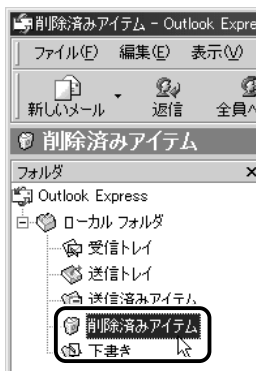 削除済みアイテム - Outlook Expre
ファイル(F) 編集(E) 表示(V)
新しいメール 返信 全員へ
削除済みアイテム
フォルダ ×
Outlook Express
ローカル フォルダ
受信トレイ
送信トレイ
送信済みアイテム
削除済みアイテム
下書き